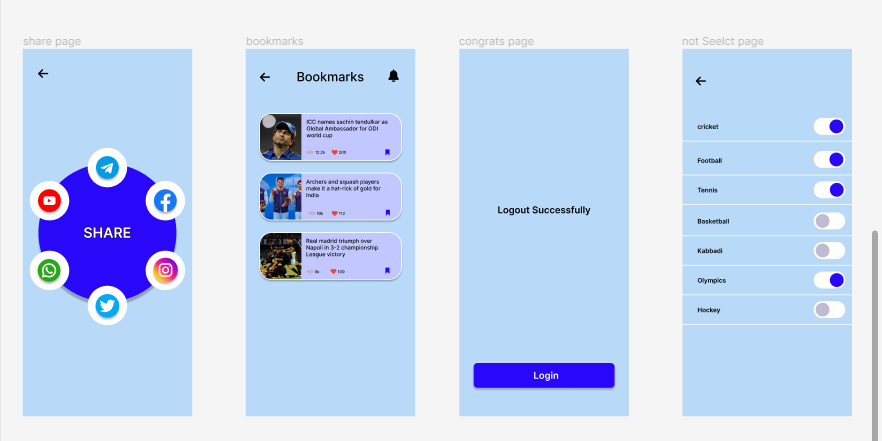 share page
bookmarks
congrats page
not Seelct page
SHARE
Bookmarks
ICC names sachin tendulkar as
Global Ambassador for ODI
world cup
12.2k
200
Archers and squash players
make it a hat-rick of gold for
India
10k
112
Real madrid triumph over
Napoli in 3-2 championship
League victory
5k
100
Logout Successfully
Login
cricket
Football
Tennis
Basketball
Kabbadi
Olympics
Hockey